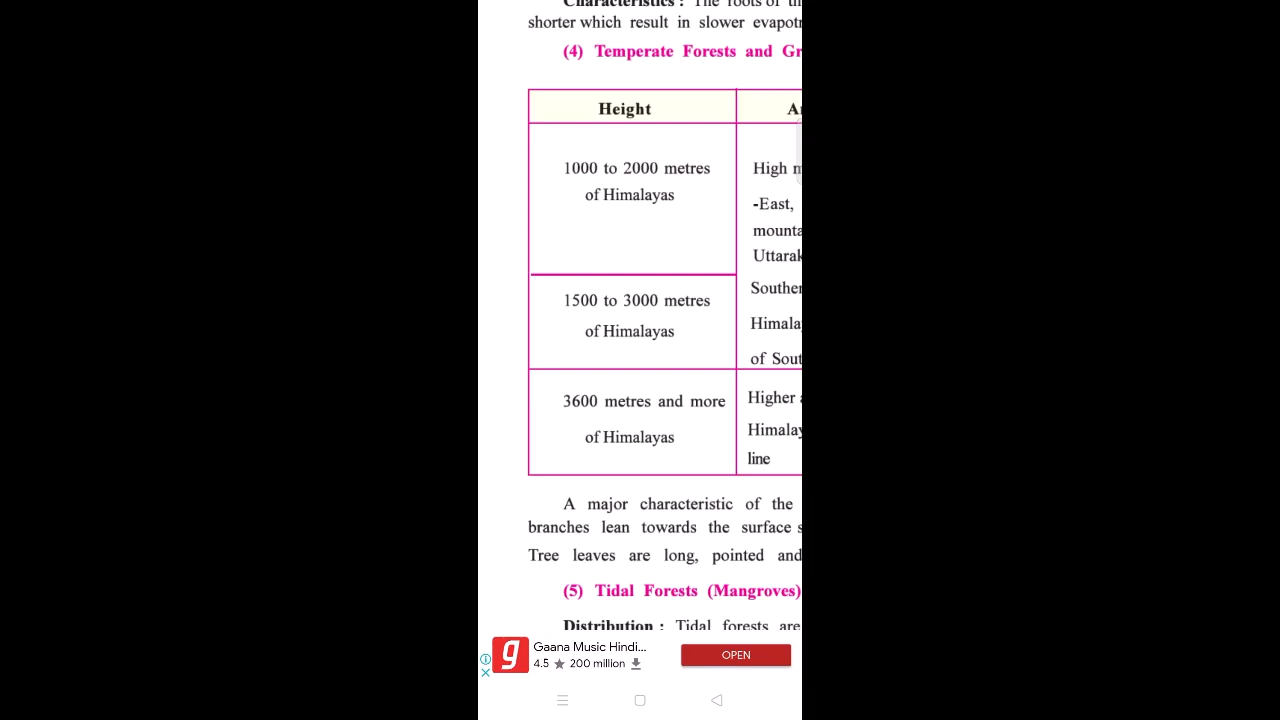 Characteristics : The roots of th
shorter which result in slower evapotr
(4) Temperate Forests and Gr
Height
1000 to 2000 metres
of Himalayas
High m
-East,
mounta
Uttarak
1500 to 3000 metres
of Himalayas
Souther
Himalay
of Sout
3600 metres and more
of Himalayas
Higher a
Himalay
line
A major characteristic of the
branches lean towards the surface s
Tree leaves are long, pointed and
(5) Tidal Forests (Mangroves)
Distribution : Tidal forests are
Gaana Music Hindi...
4.5 ★ 200 million
OPEN